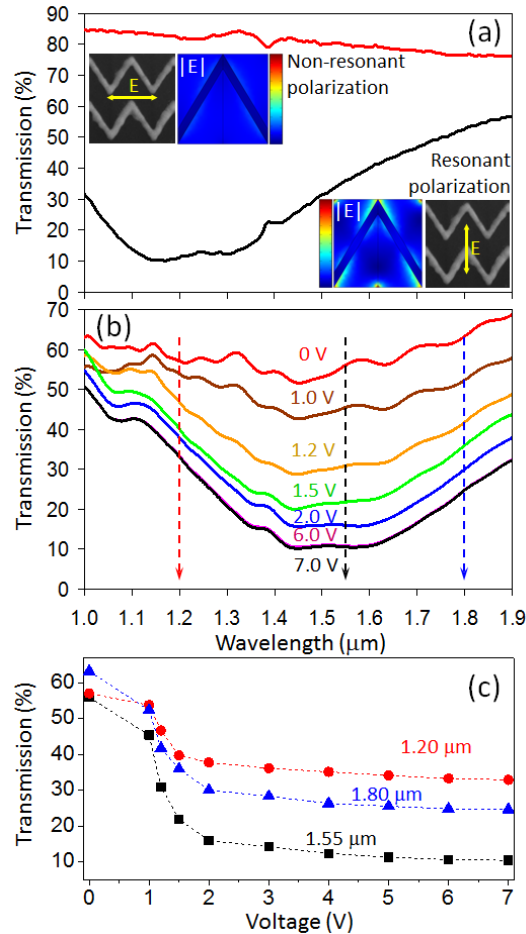 (a)
Transmission (%)
90
80
70
60
50
40
30
20
10
0
E
|E|
Non-resonant
polarization
Resonant
polarization
|E|
E
(b)
Transmission (%)
70
60
50
40
30
20
10
0
0 V
1.0 V
1.2 V
1.5 V
2.0 V
6.0 V
7.0 V
1.0 1.1 1.2 1.3 1.4 1.5 1.6 1.7 1.8 1.9
Wavelength (μm)
(c)
Transmission (%)
60
50
40
30
20
10
1.20 μm
1.80 μm
1.55 μm
0 1 2 3 4 5 6 7
Voltage (V)